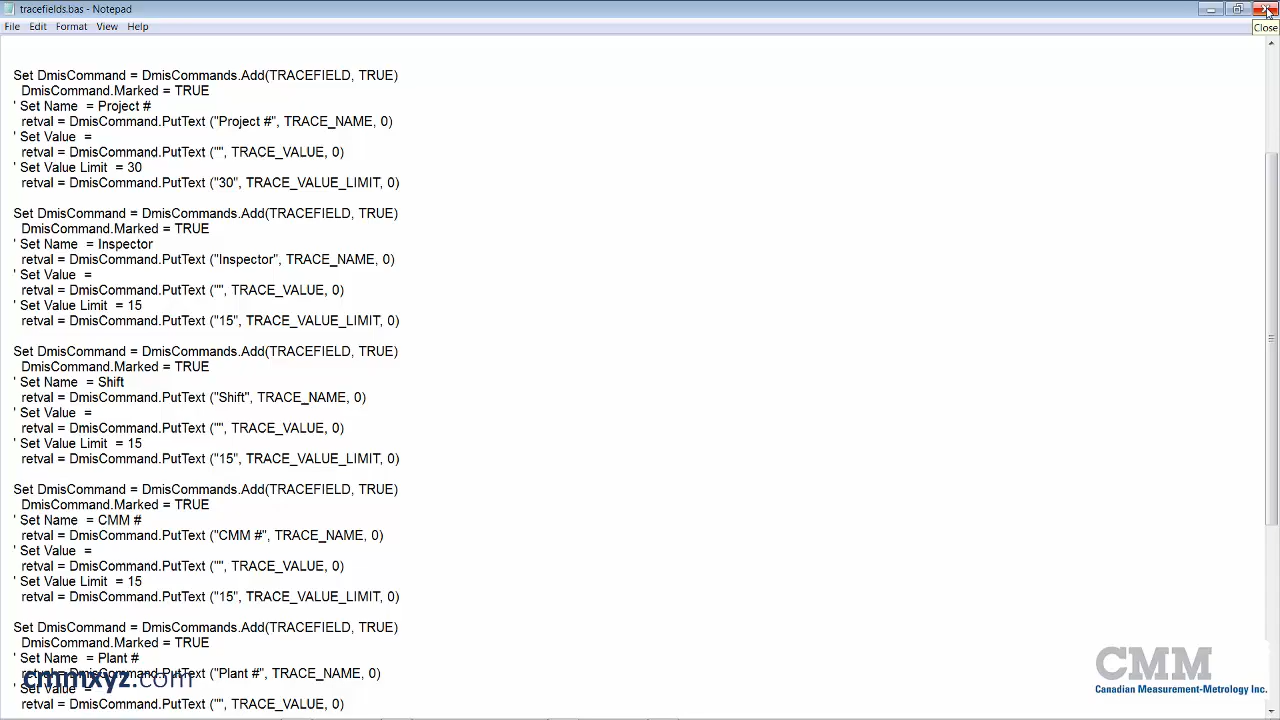 tracefields.bas - Notepad
File Edit Format View Help
Close
Set DmisCommand = DmisCommands.Add(TRACEFIELD, TRUE)
DmisCommand.Marked = TRUE
' Set Name = Project #
retval = DmisCommand.PutText ("Project #", TRACE_NAME, 0)
' Set Value =
retval = DmisCommand.PutText ("", TRACE_VALUE, 0)
' Set Value Limit = 30
retval = DmisCommand.PutText ("30", TRACE_VALUE_LIMIT, 0)
Set DmisCommand = DmisCommands.Add(TRACEFIELD, TRUE)
DmisCommand.Marked = TRUE
' Set Name = Inspector
retval = DmisCommand.PutText ("Inspector", TRACE_NAME, 0)
' Set Value =
retval = DmisCommand.PutText ("", TRACE_VALUE, 0)
' Set Value Limit = 15
retval = DmisCommand.PutText ("15", TRACE_VALUE_LIMIT, 0)
Set DmisCommand = DmisCommands.Add(TRACEFIELD, TRUE)
DmisCommand.Marked = TRUE
' Set Name = Shift
retval = DmisCommand.PutText ("Shift", TRACE_NAME, 0)
' Set Value =
retval = DmisCommand.PutText ("", TRACE_VALUE, 0)
' Set Value Limit = 15
retval = DmisCommand.PutText ("15", TRACE_VALUE_LIMIT, 0)
Set DmisCommand = DmisCommands.Add(TRACEFIELD, TRUE)
DmisCommand.Marked = TRUE
' Set Name = CMM #
retval = DmisCommand.PutText ("CMM #", TRACE_NAME, 0)
' Set Value =
retval = DmisCommand.PutText ("", TRACE_VALUE, 0)
' Set Value Limit = 15
retval = DmisCommand.PutText ("15", TRACE_VALUE_LIMIT, 0)
Set DmisCommand = DmisCommands.Add(TRACEFIELD, TRUE)
DmisCommand.Marked = TRUE
' Set Name = Plant #
retval = DmisCommand.PutText ("Plant #", TRACE_NAME, 0)
cmmxyz.com
' Set Value =
retval = DmisCommand.PutText ("", TRACE_VALUE, 0)
CMM
Canadian Measurement-Metrology Inc.